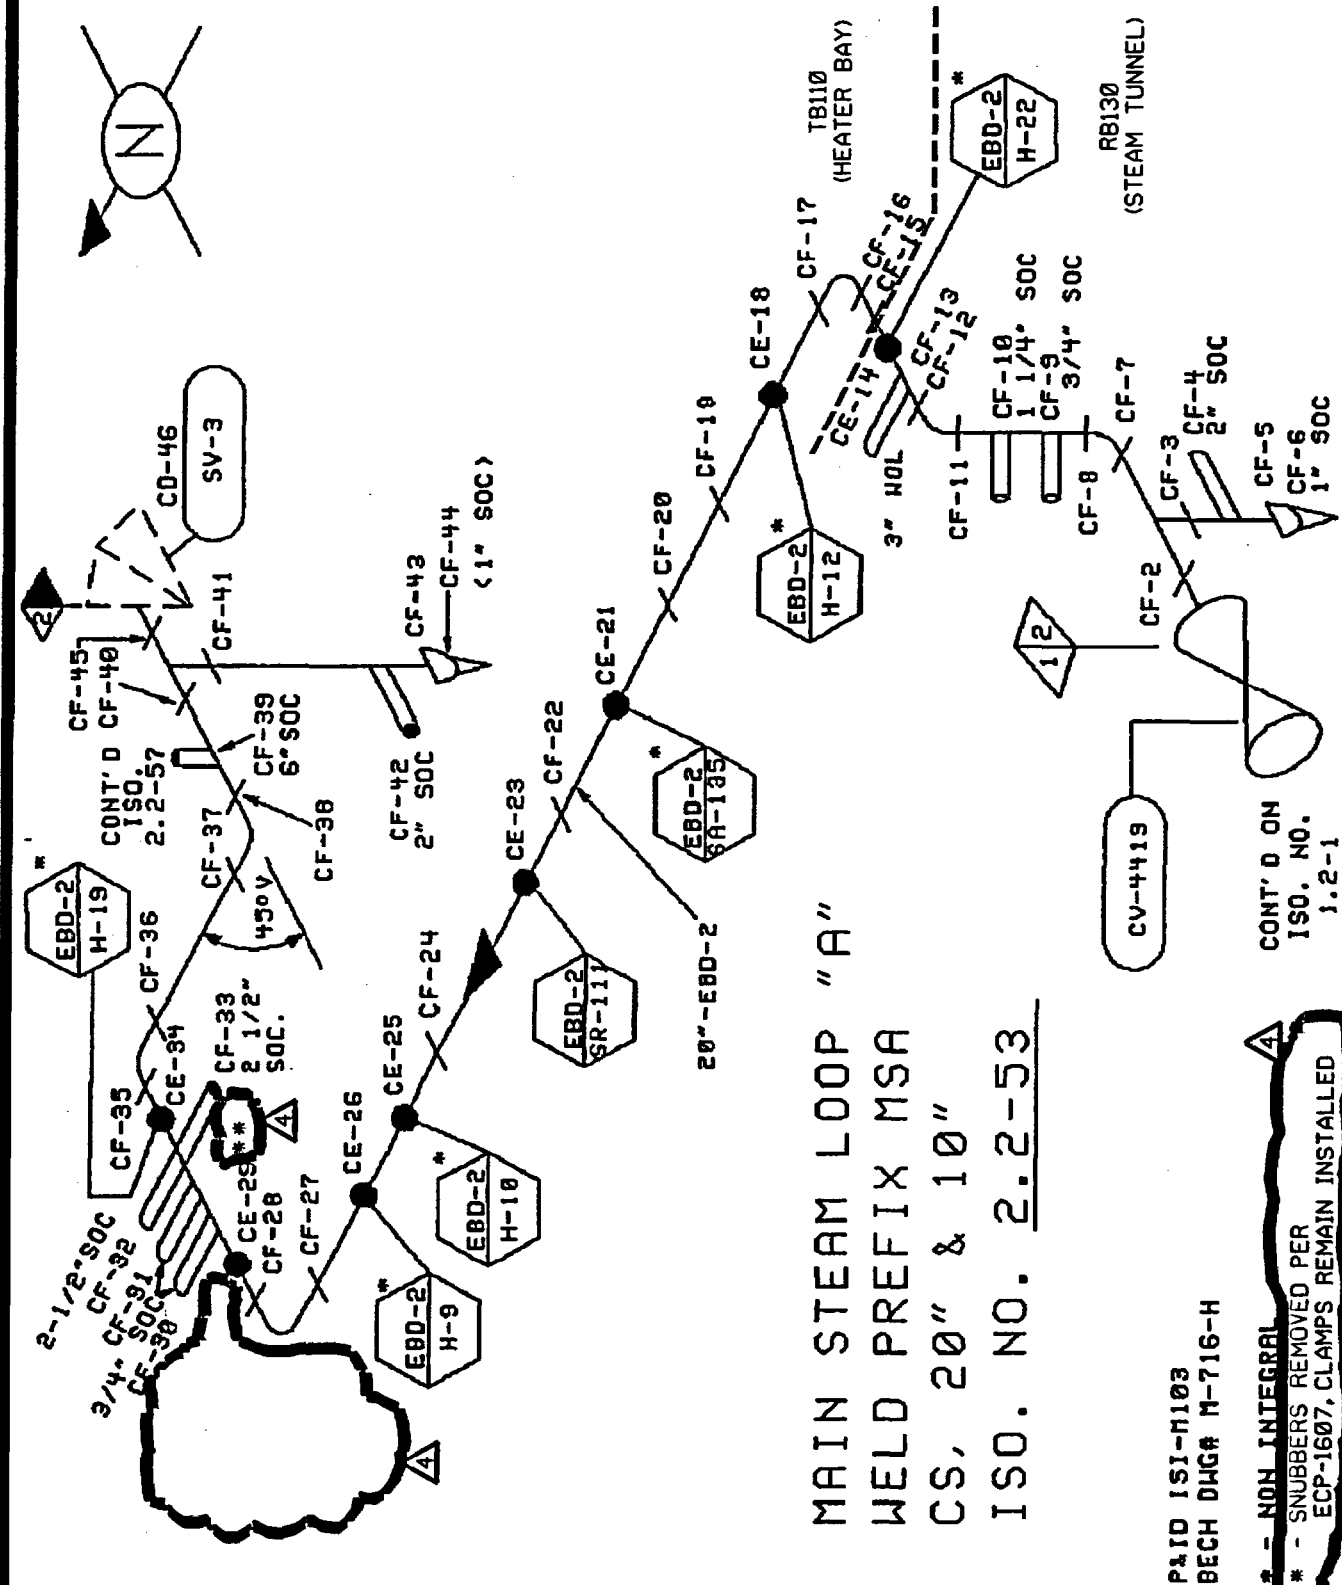 N
TB110
(HEATER BAY)
*
EBD-2
H-22
RB130
(STEAM TUNNEL)
2
CD-46
SV-3
CF-45
CF-40
CF-41
CONT'D
ISO.
2.2-57
CF-39
6"SOC
CF-38
CF-37
CF-43
CF-44
<1" SOC>
CF-42
2" SOC
*
EBD-2
H-19
45°V
CF-36
CE-34
CF-35
CF-33
2 1/2"
SOC.
**
4
2-1/2"SOC
CF-32
CF-31
3/4" SOC
CF-30
CE-29
CF-28
CF-27
CE-26
CE-25
CF-24
CE-23
CF-22
CE-21
CF-20
CF-19
CE-18
CF-17
CF-16
CE-15
CE-14
CF-13
CF-12
3" WOL
CF-11
CF-10
1 1/4" SOC
CF-9
3/4" SOC
CF-8
CF-7
CF-4
2" SOC
CF-3
CF-5
CF-6
1" SOC
CF-2
*
EBD-2
H-12
*
EBD-2
SA-135
EBD-2
SR-111
*
EBD-2
H-10
*
EBD-2
H-9
4
20"-EBD-2
1 2
CV-4419
CONT'D ON
ISO. NO.
1.2-1
MAIN STEAM LOOP "A"
WELD PREFIX MSA
CS, 20" & 10"
ISO. NO. 2.2-53
P&ID ISI-M103
BECH DWG# M-716-H
* - NON INTEGRAL
* - SNUBBERS REMOVED PER
ECP-1607, CLAMPS REMAIN INSTALLED
4